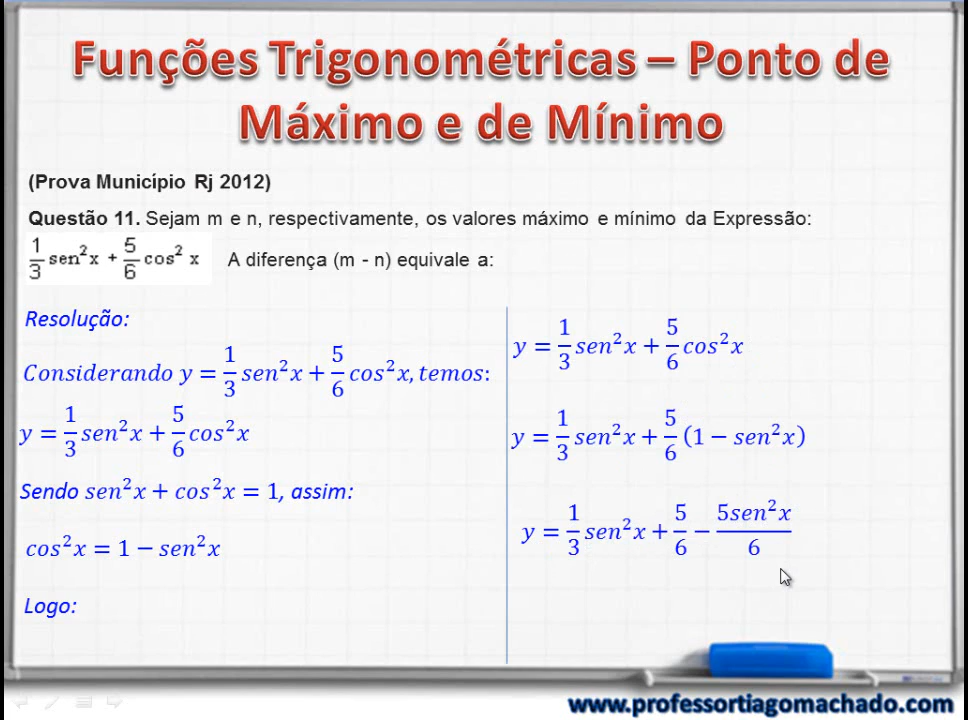 Funções Trigonométricas – Ponto de
Máximo e de Mínimo
(Prova Município Rj 2012)
Questão 11. Sejam m e n, respectivamente, os valores máximo e mínimo da Expressão:
1/3 sen²x + 5/6 cos² x A diferença (m - n) equivale a:
Resolução:
Considerando y = 1/3 sen²x + 5/6 cos²x, temos:
y = 1/3 sen²x + 5/6 cos²x
Sendo sen²x + cos²x = 1, assim:
cos²x = 1 − sen²x
Logo:
y = 1/3 sen²x + 5/6 cos²x
y = 1/3 sen²x + 5/6 (1 − sen²x)
y = 1/3 sen²x + 5/6 − 5sen²x/6
www.professortiagomachado.com